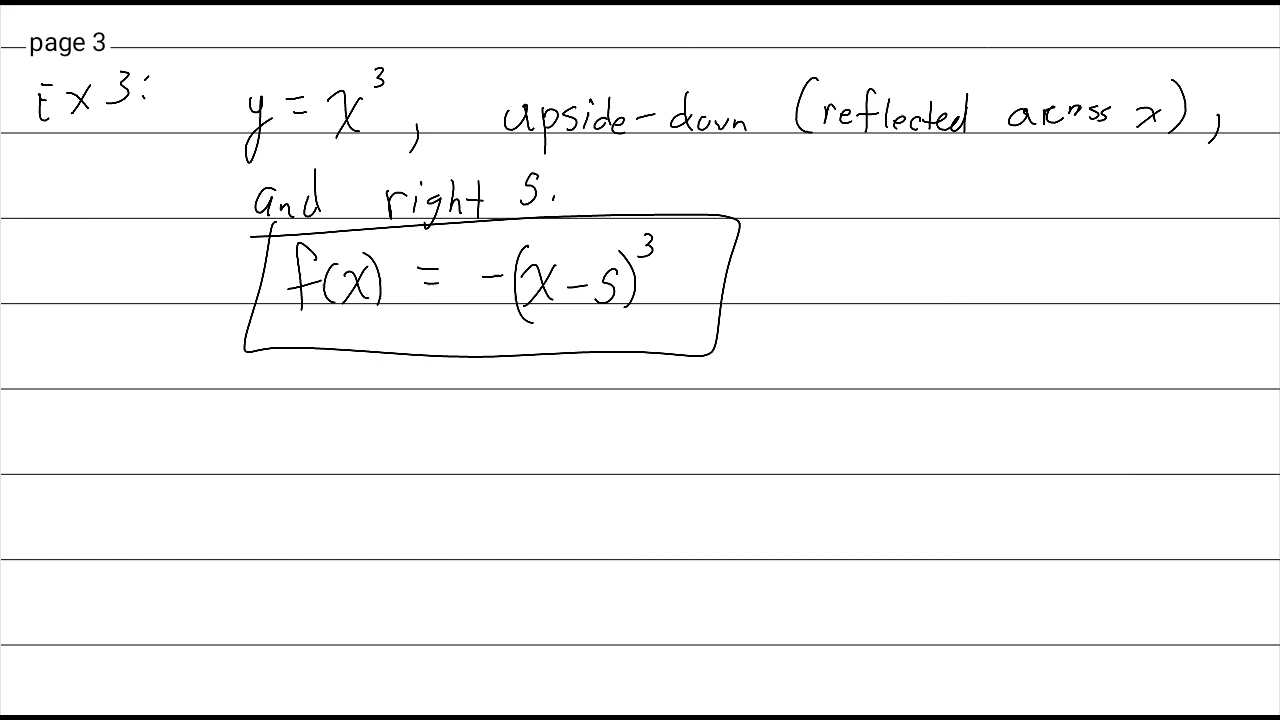 page 3
Ex 3: y = x³, upside-down (reflected across x),
and right 5.
f(x) = -(x-5)³